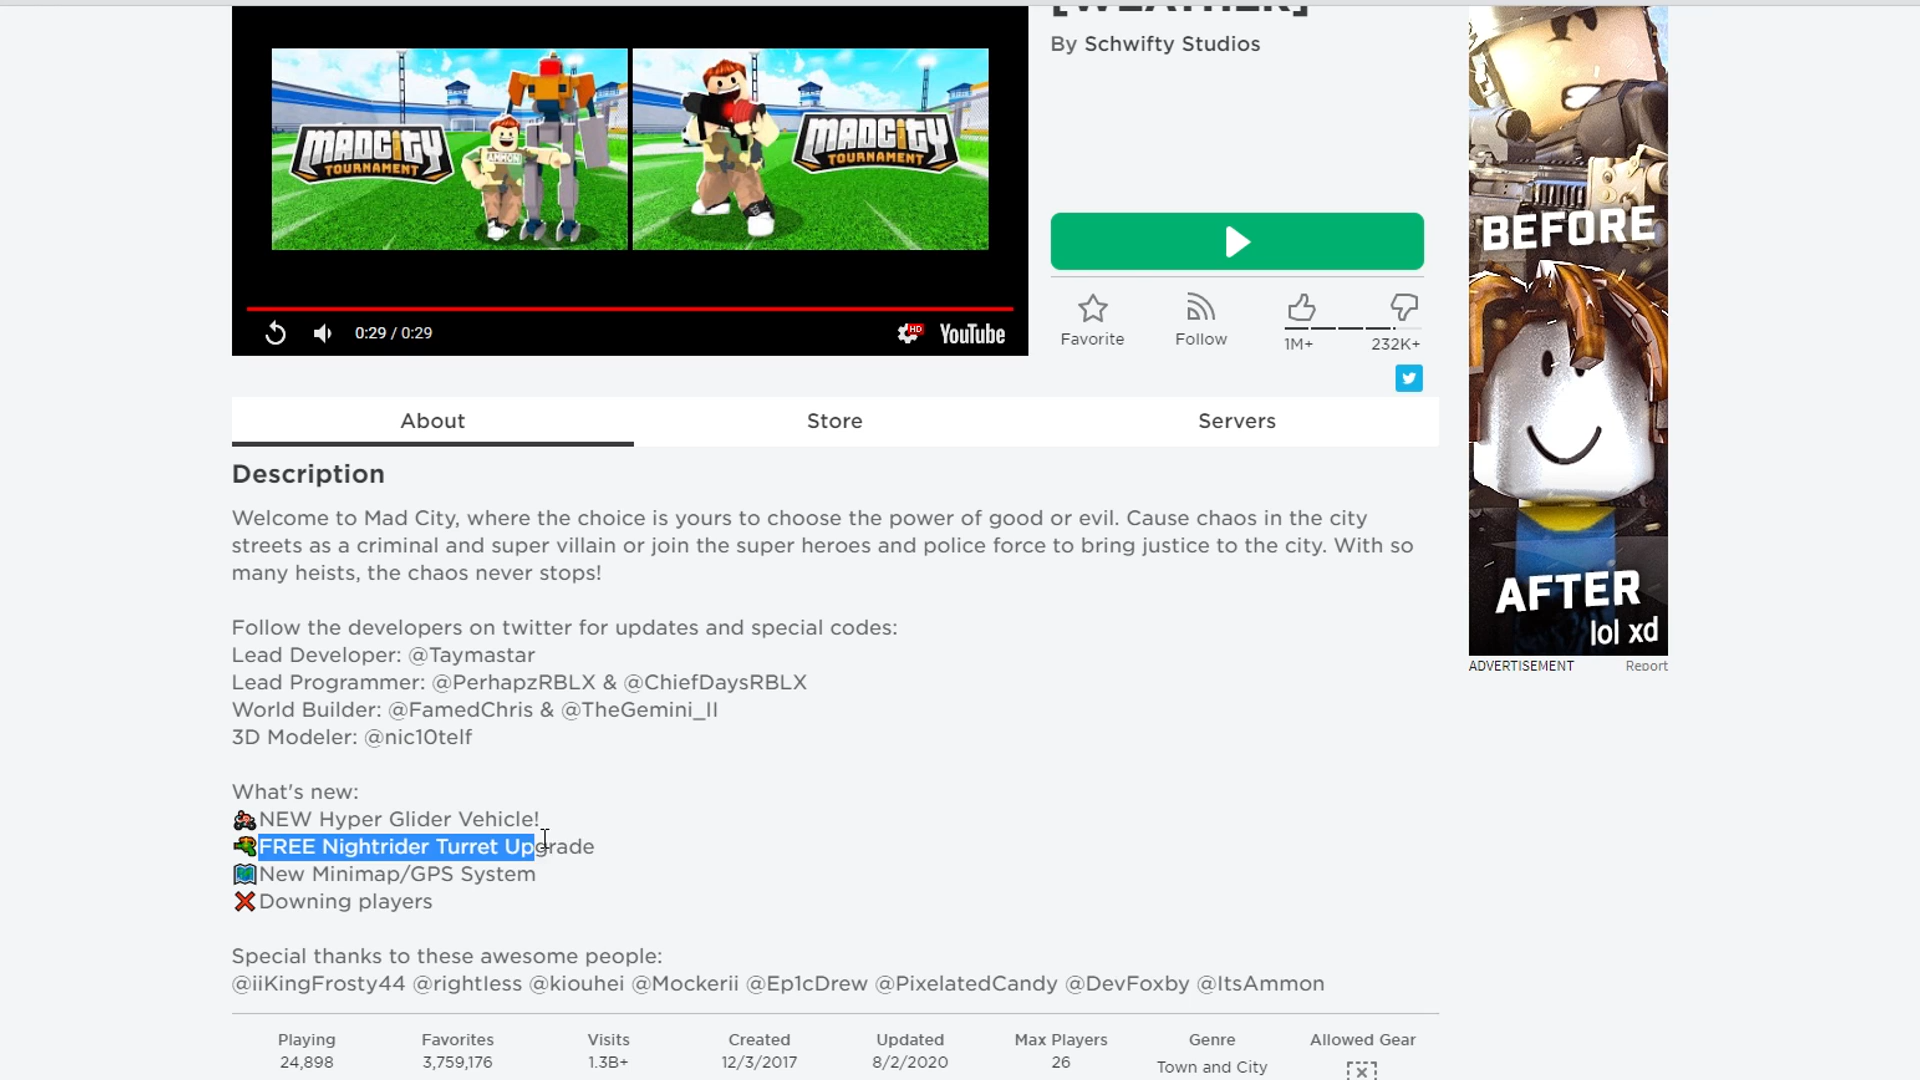 [WEATHER]
By Schwifty Studios
MADCITY
TOURNAMENT
AMMON
MADCITY
TOURNAMENT
0:29 / 0:29
HD
YouTube
Favorite
Follow
1M+
232K+
BEFORE
AFTER
lol xd
ADVERTISEMENT
Report
About
Store
Servers
Description
Welcome to Mad City, where the choice is yours to choose the power of good or evil. Cause chaos in the city
streets as a criminal and super villain or join the super heroes and police force to bring justice to the city. With so
many heists, the chaos never stops!
Follow the developers on twitter for updates and special codes:
Lead Developer: @Taymastar
Lead Programmer: @PerhapzRBLX & @ChiefDaysRBLX
World Builder: @FamedChris & @TheGemini_II
3D Modeler: @nic10telf
What's new:
NEW Hyper Glider Vehicle!
FREE Nightrider Turret Upgrade
New Minimap/GPS System
Downing players
Special thanks to these awesome people:
@iiKingFrosty44 @rightless @kiouhei @Mockerii @Ep1cDrew @PixelatedCandy @DevFoxby @ItsAmmon
Playing
24,898
Favorites
3,759,176
Visits
1.3B+
Created
12/3/2017
Updated
8/2/2020
Max Players
26
Genre
Town and City
Allowed Gear